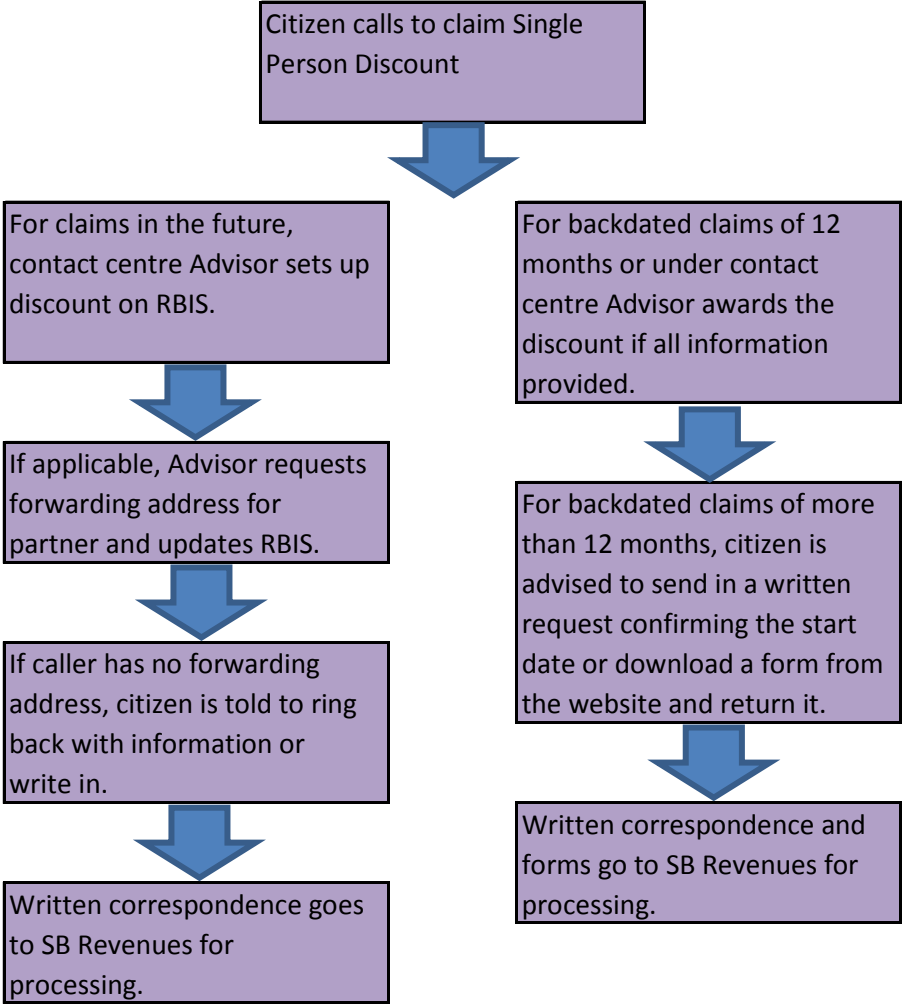 Citizen calls to claim Single
Person Discount
For claims in the future,
contact centre Advisor sets up
discount on RBIS.
If applicable, Advisor requests
forwarding address for
partner and updates RBIS.
If caller has no forwarding
address, citizen is told to ring
back with information or
write in.
Written correspondence goes
to SB Revenues for
processing.
For backdated claims of 12
months or under contact
centre Advisor awards the
discount if all information
provided.
For backdated claims of more
than 12 months, citizen is
advised to send in a written
request confirming the start
date or download a form from
the website and return it.
Written correspondence and
forms go to SB Revenues for
processing.